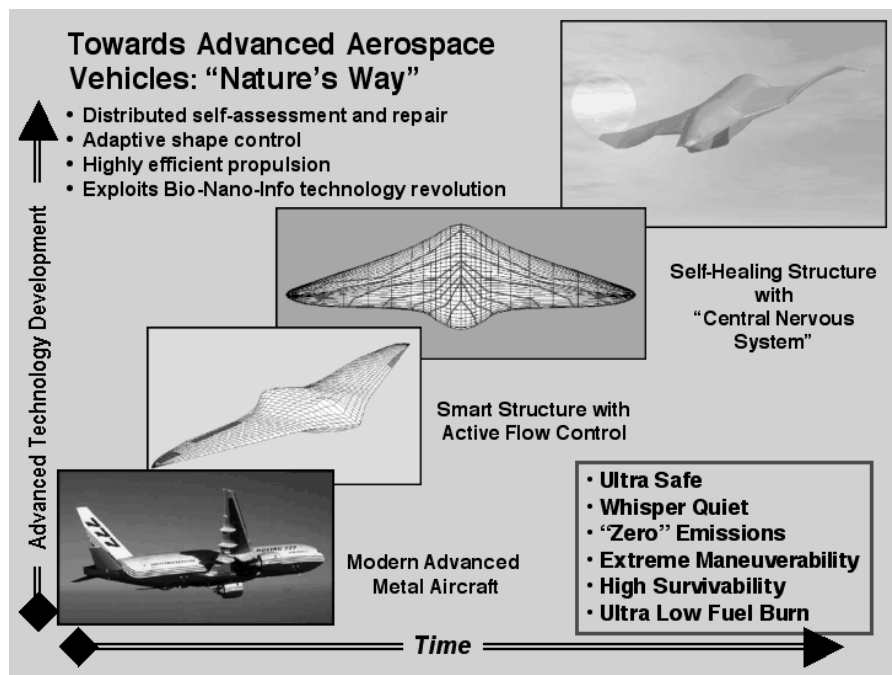 Towards Advanced Aerospace
Vehicles: “Nature’s Way”
• Distributed self-assessment and repair
• Adaptive shape control
• Highly efficient propulsion
• Exploits Bio-Nano-Info technology revolution
Advanced Technology Development
Self-Healing Structure
with
“Central Nervous
System”
Smart Structure with
Active Flow Control
777
BOEING 777
Modern Advanced
Metal Aircraft
• Ultra Safe
• Whisper Quiet
• “Zero” Emissions
• Extreme Maneuverability
• High Survivability
• Ultra Low Fuel Burn
Time